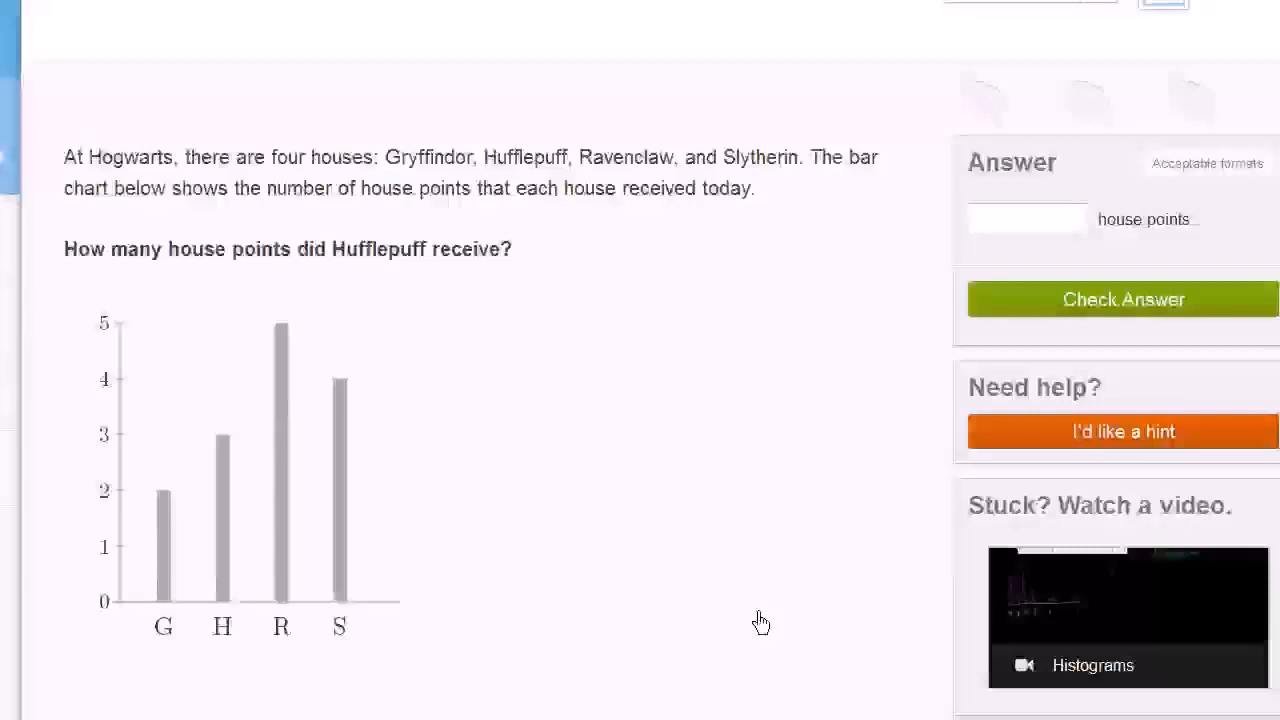 At Hogwarts, there are four houses: Gryffindor, Hufflepuff, Ravenclaw, and Slytherin. The bar
chart below shows the number of house points that each house received today.
How many house points did Hufflepuff receive?
5
4
3
2
1
0
G H R S
Answer
Acceptable formats
house points
Check Answer
Need help?
I'd like a hint
Stuck? Watch a video.
Histograms